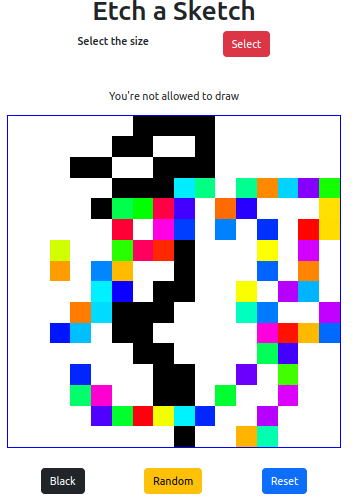 Etch a Sketch
Select the size
Select
You're not allowed to draw
Black
Random
Reset